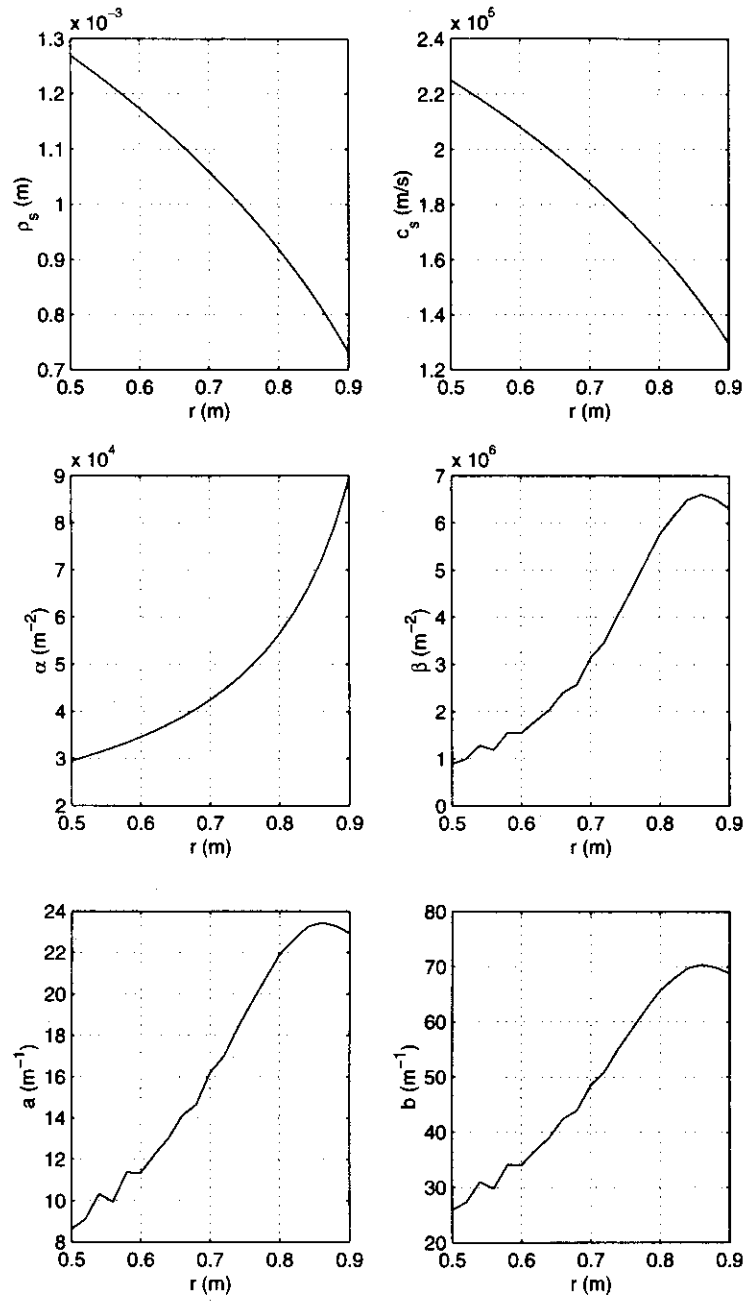 x 10⁻³
1.3
1.2
1.1
1
0.9
0.8
0.7
ρₛ (m)
0.5 0.6 0.7 0.8 0.9
r (m)
x 10⁵
2.4
2.2
2
1.8
1.6
1.4
1.2
cₛ (m/s)
0.5 0.6 0.7 0.8 0.9
r (m)
x 10⁴
9
8
7
6
5
4
3
2
α (m⁻²)
0.5 0.6 0.7 0.8 0.9
r (m)
x 10⁶
7
6
5
4
3
2
1
0
β (m⁻²)
0.5 0.6 0.7 0.8 0.9
r (m)
24
22
20
18
16
14
12
10
8
a (m⁻¹)
0.5 0.6 0.7 0.8 0.9
r (m)
80
70
60
50
40
30
20
b (m⁻¹)
0.5 0.6 0.7 0.8 0.9
r (m)